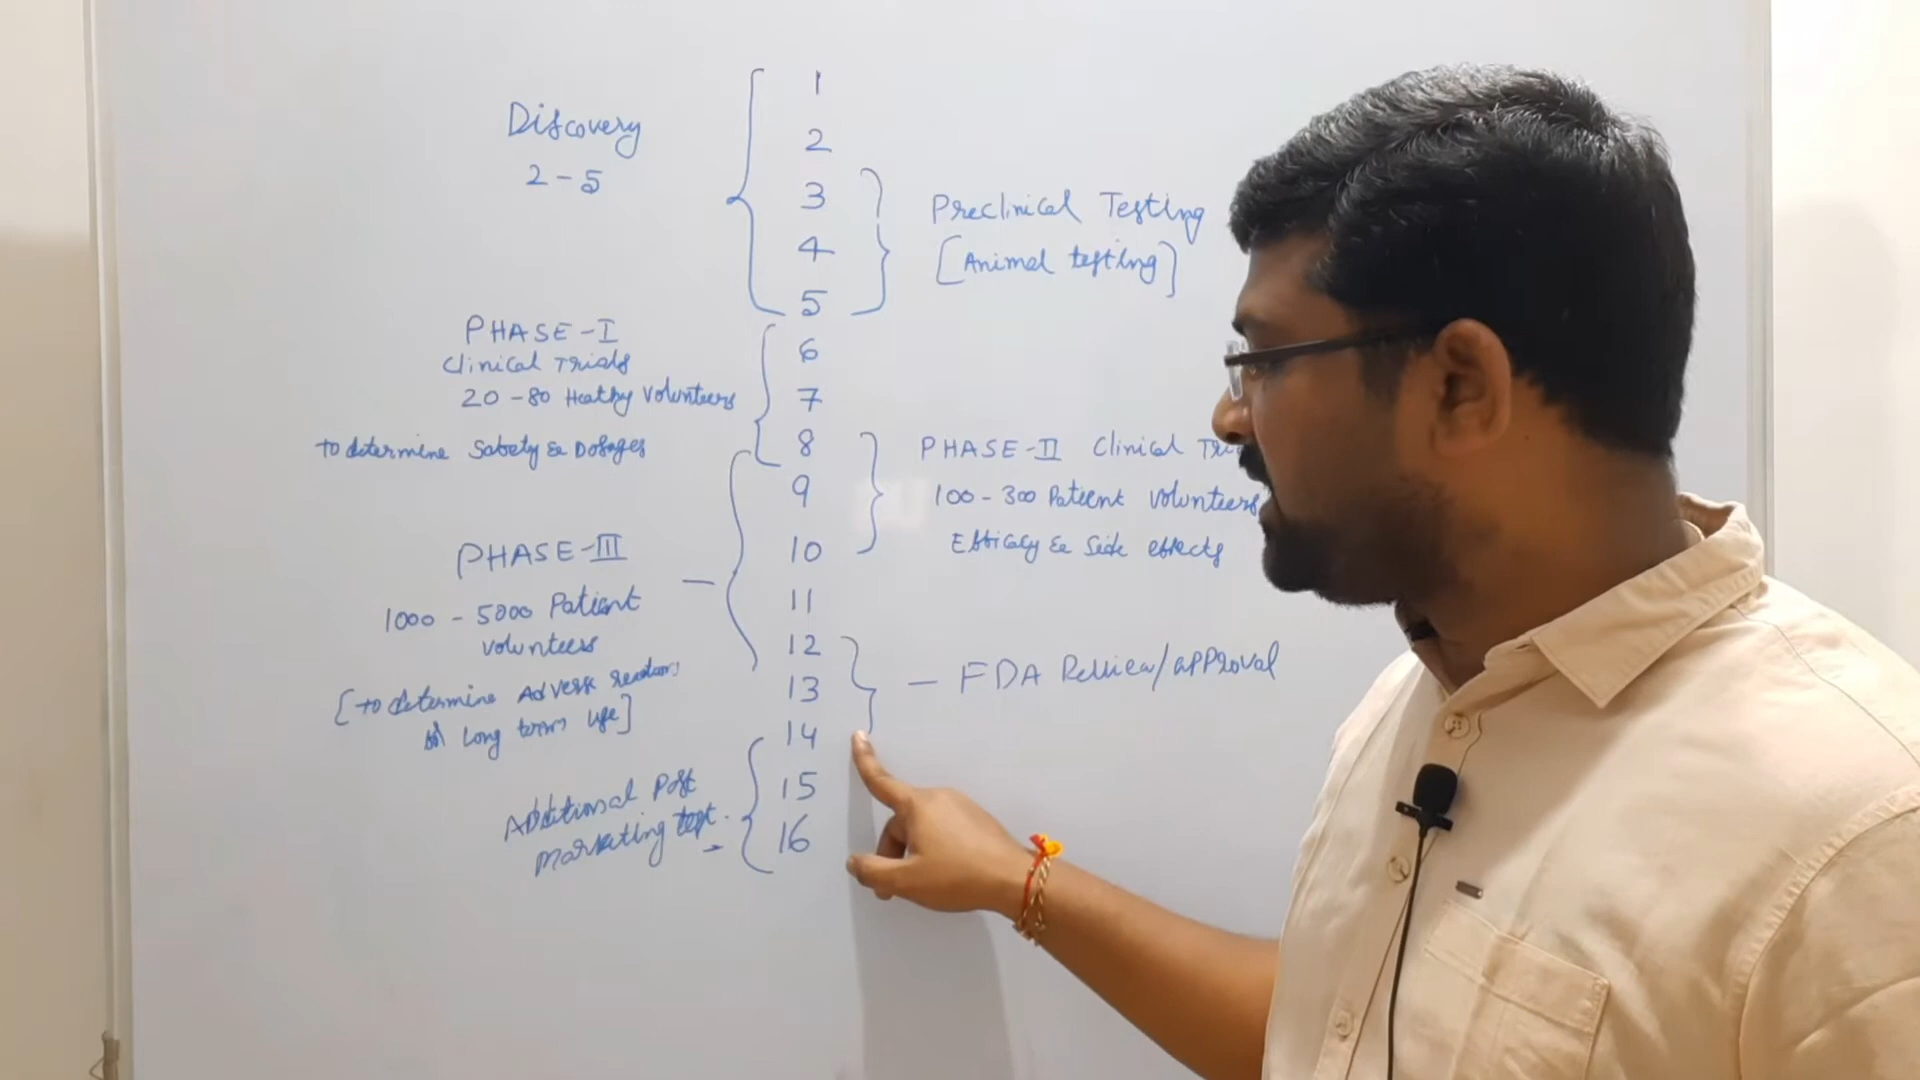 Discovery
2-5
1
2
3
4
5
6
7
8
9
10
11
12
13
14
15
16
Preclinical Testing
[Animal testing]
PHASE-I
Clinical Trials
20-80 Heathy Volunteers
to determine Safety & Dosages
PHASE-II Clinical
100-300 Patient Volunteers
Efficacy & Side effects
PHASE-III
1000 - 5000 Patient
Volunteers
[to determine Adverse reactions
long term use]
- FDA Review/approval
Additional Post
marketing test.